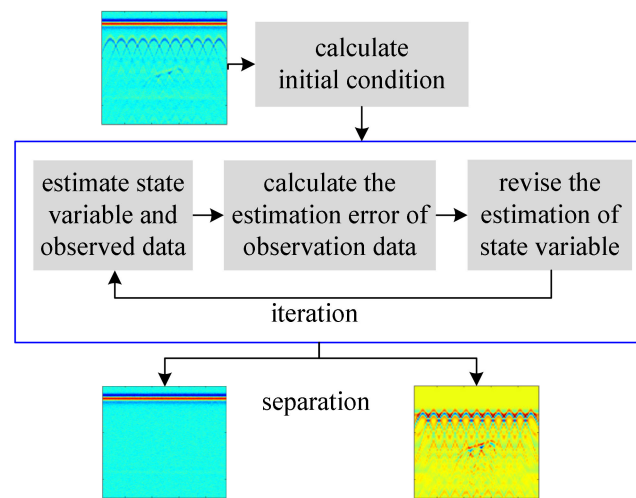 calculate
initial condition
estimate state
variable and
observed data
calculate the
estimation error of
observation data
revise the
estimation of
state variable
iteration
separation